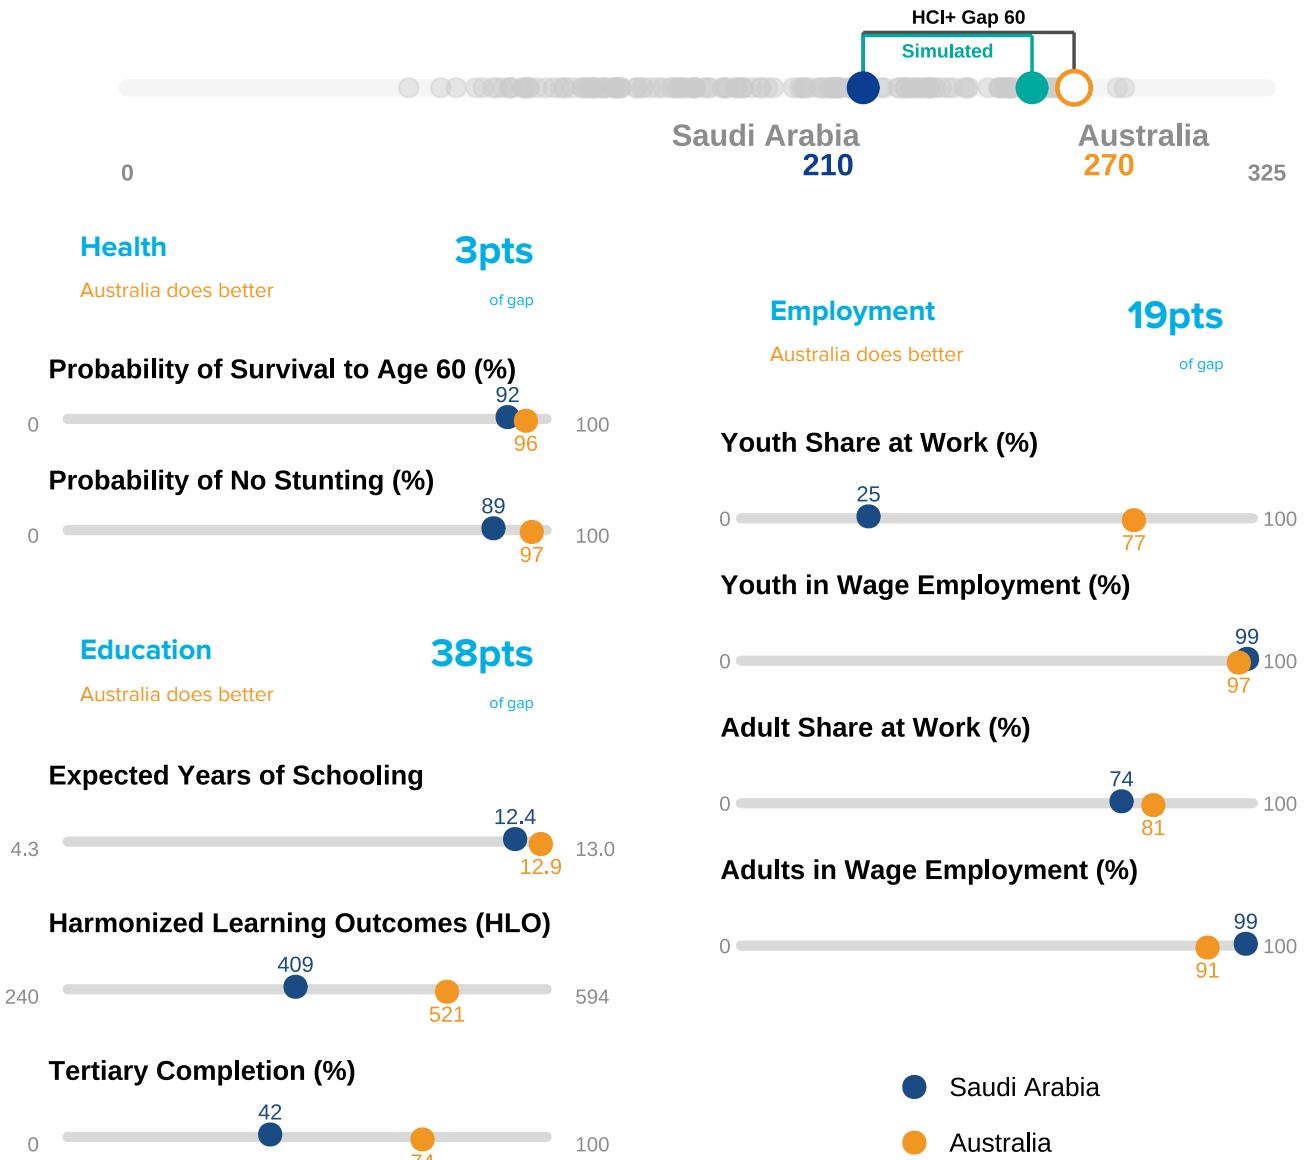 HCI+ Gap 60
Simulated
Saudi Arabia
210
Australia
270
0
325
Health
3pts
Australia does better
of gap
Probability of Survival to Age 60 (%)
92
0
100
96
Probability of No Stunting (%)
89
0
100
97
Education
38pts
Australia does better
of gap
Expected Years of Schooling
12.4
4.3
13.0
12.9
Harmonized Learning Outcomes (HLO)
409
240
594
521
Tertiary Completion (%)
42
0
100
74
Employment
19pts
Australia does better
of gap
Youth Share at Work (%)
25
0
100
77
Youth in Wage Employment (%)
99
0
100
97
Adult Share at Work (%)
74
0
100
81
Adults in Wage Employment (%)
99
0
100
91
Saudi Arabia
Australia